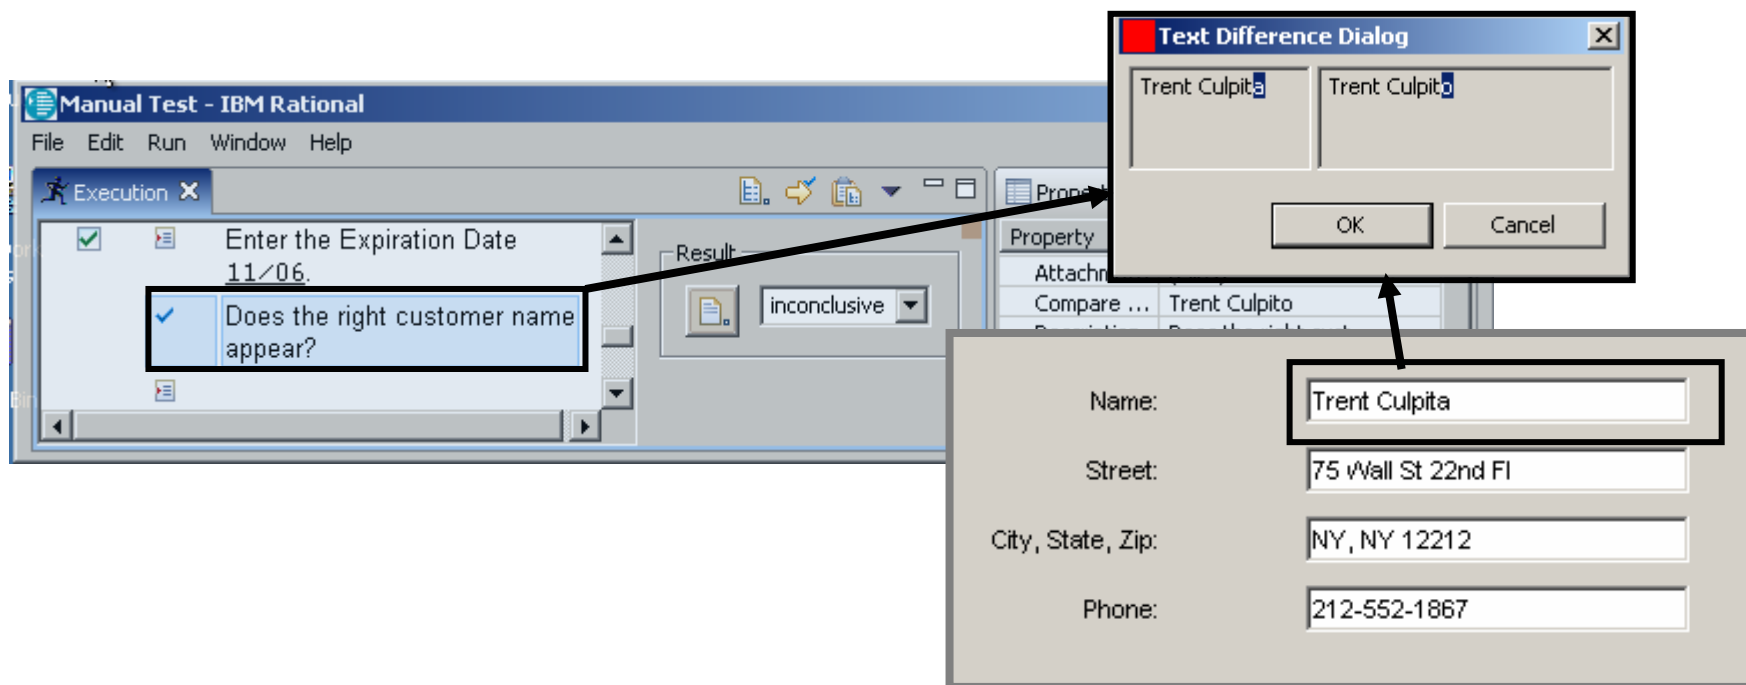 Text Difference Dialog
Trent Culpita
Trent Culpito
OK
Cancel
Manual Test - IBM Rational
File Edit Run Window Help
Execution
Enter the Expiration Date
11/06.
Does the right customer name
appear?
Result
inconclusive
Property
Attachm...
Compare ... Trent Culpito
Name: Trent Culpita
Street: 75 Wall St 22nd Fl
City, State, Zip: NY, NY 12212
Phone: 212-552-1867